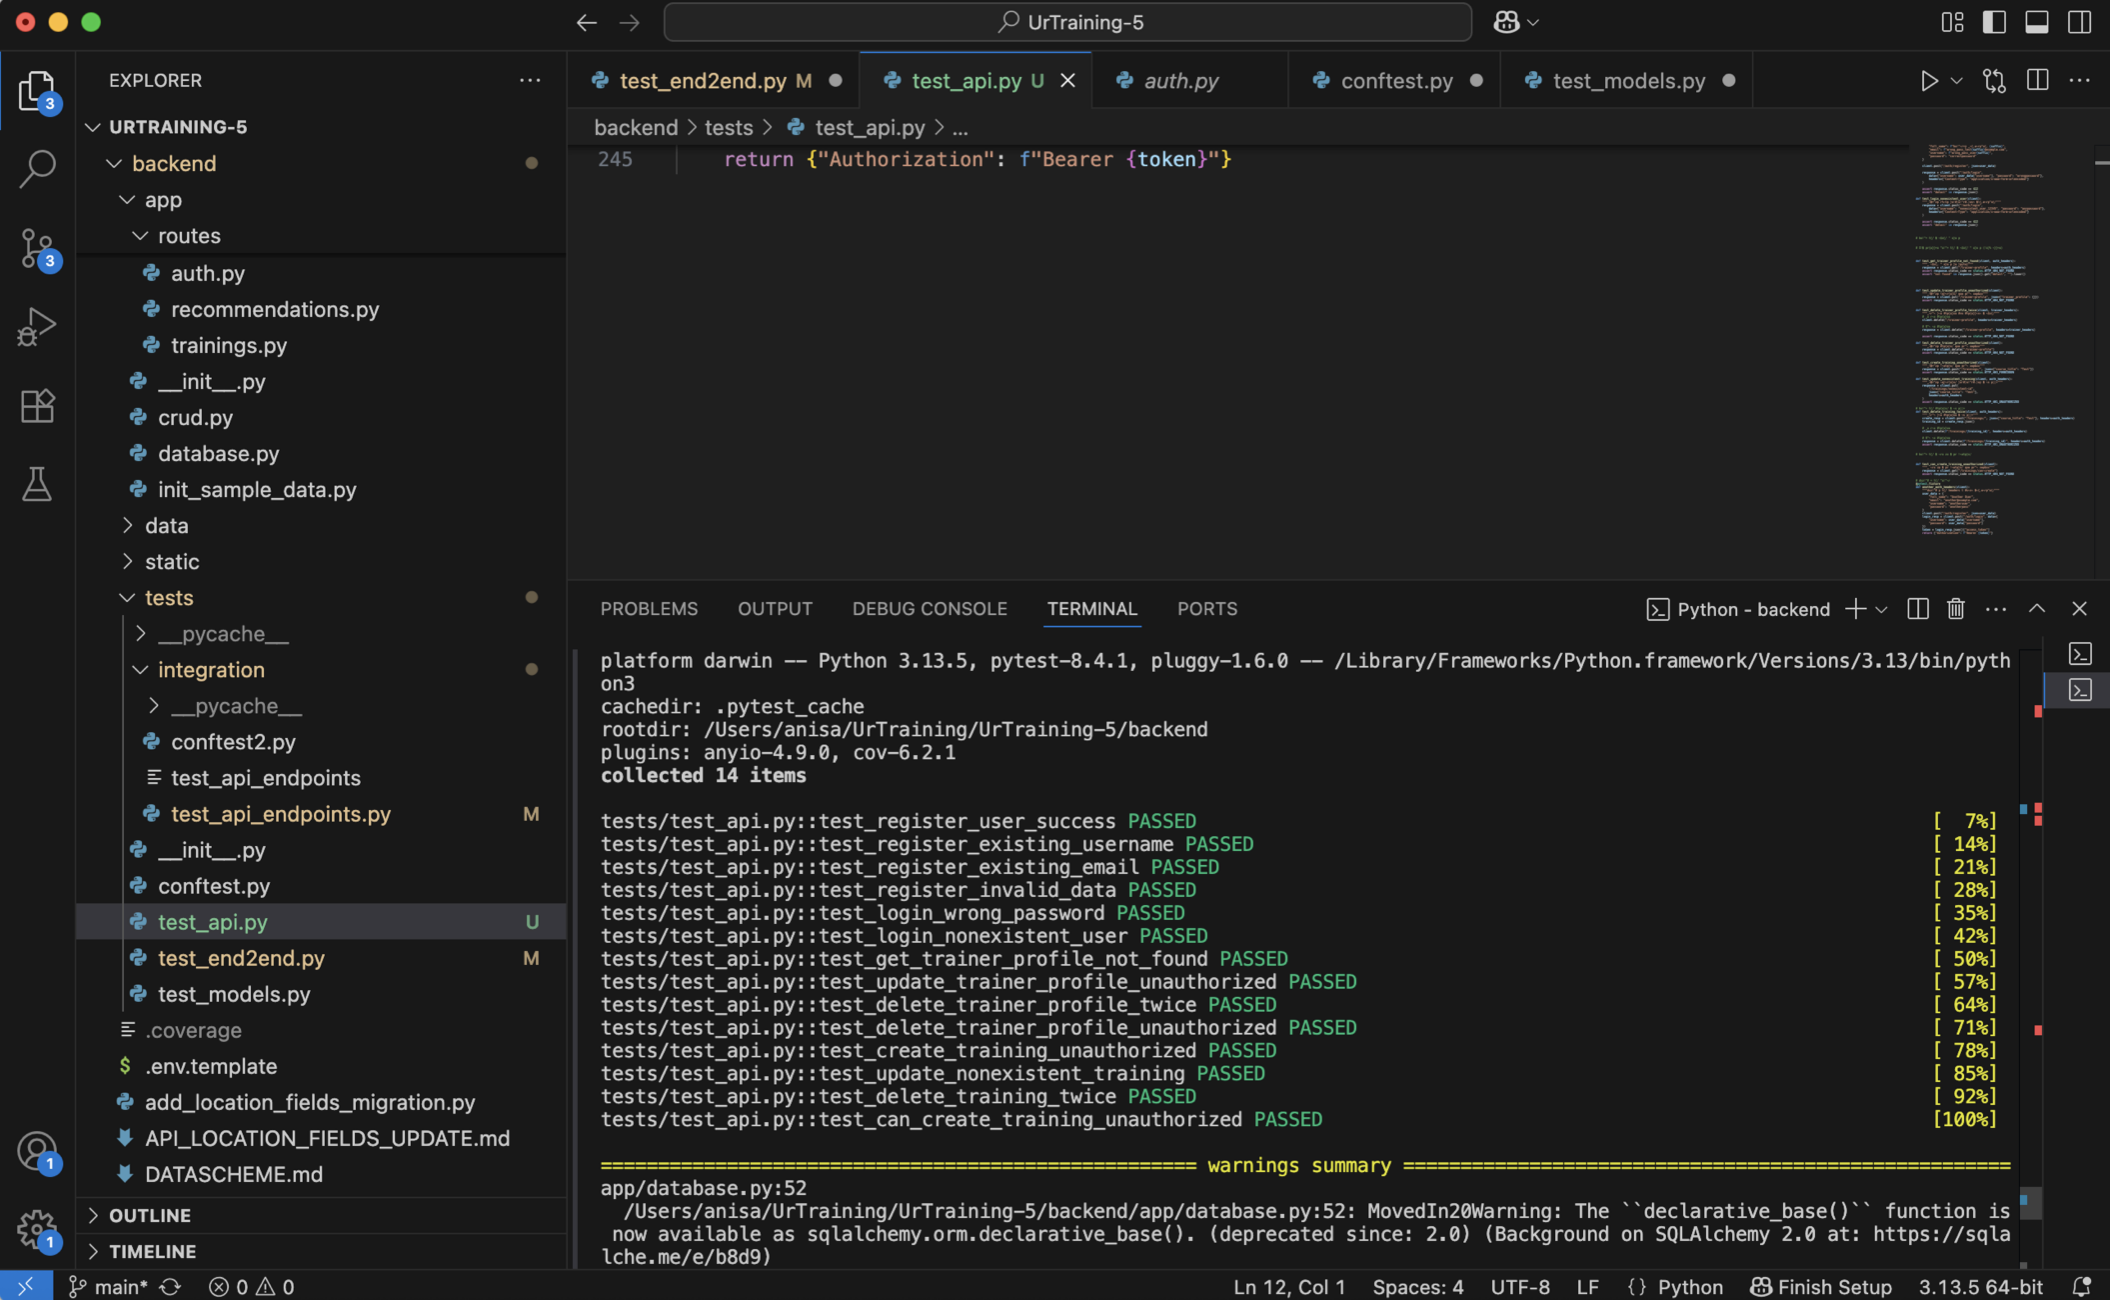 UrTraining-5
EXPLORER
URTRAINING-5
backend
app
routes
auth.py
recommendations.py
trainings.py
__init__.py
crud.py
database.py
init_sample_data.py
data
static
tests
__pycache__
integration
__pycache__
conftest2.py
test_api_endpoints
test_api_endpoints.py M
__init__.py
conftest.py
test_api.py U
test_end2end.py M
test_models.py
.coverage
$ .env.template
add_location_fields_migration.py
API_LOCATION_FIELDS_UPDATE.md
DATASCHEME.md
OUTLINE
TIMELINE
3
3
1
1
test_end2end.py M
test_api.py U
auth.py
conftest.py
test_models.py
backend > tests > test_api.py > ...
245 return {"Authorization": f"Bearer {token}"}
PROBLEMS OUTPUT DEBUG CONSOLE TERMINAL PORTS
Python - backend
platform darwin -- Python 3.13.5, pytest-8.4.1, pluggy-1.6.0 -- /Library/Frameworks/Python.framework/Versions/3.13/bin/pyth
on3
cachedir: .pytest_cache
rootdir: /Users/anisa/UrTraining/UrTraining-5/backend
plugins: anyio-4.9.0, cov-6.2.1
collected 14 items
tests/test_api.py::test_register_user_success PASSED [  7%]
tests/test_api.py::test_register_existing_username PASSED [ 14%]
tests/test_api.py::test_register_existing_email PASSED [ 21%]
tests/test_api.py::test_register_invalid_data PASSED [ 28%]
tests/test_api.py::test_login_wrong_password PASSED [ 35%]
tests/test_api.py::test_login_nonexistent_user PASSED [ 42%]
tests/test_api.py::test_get_trainer_profile_not_found PASSED [ 50%]
tests/test_api.py::test_update_trainer_profile_unauthorized PASSED [ 57%]
tests/test_api.py::test_delete_trainer_profile_twice PASSED [ 64%]
tests/test_api.py::test_delete_trainer_profile_unauthorized PASSED [ 71%]
tests/test_api.py::test_create_training_unauthorized PASSED [ 78%]
tests/test_api.py::test_update_nonexistent_training PASSED [ 85%]
tests/test_api.py::test_delete_training_twice PASSED [ 92%]
tests/test_api.py::test_can_create_training_unauthorized PASSED [100%]
==================================================== warnings summary =====================================================
app/database.py:52
/Users/anisa/UrTraining/UrTraining-5/backend/app/database.py:52: MovedIn20Warning: The ``declarative_base()`` function is
now available as sqlalchemy.orm.declarative_base(). (deprecated since: 2.0) (Background on SQLAlchemy 2.0 at: https://sqla
lche.me/e/b8d9)
main* 0 0 Ln 12, Col 1 Spaces: 4 UTF-8 LF {} Python Finish Setup 3.13.5 64-bit